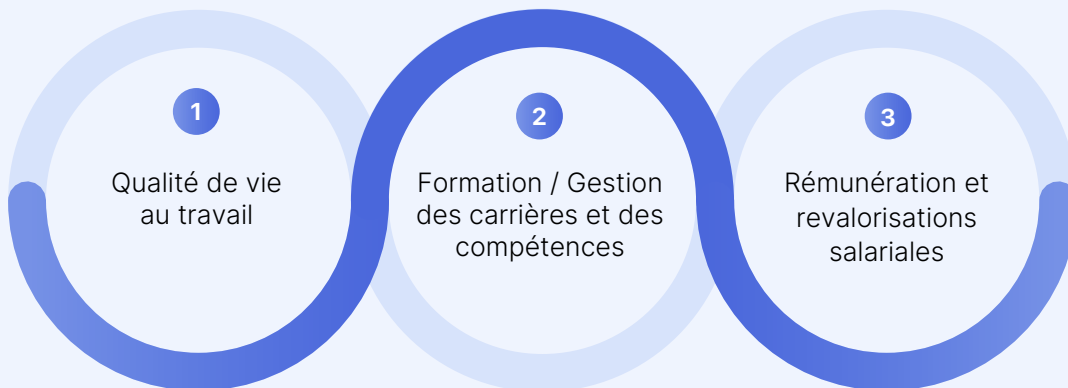 1
Qualité de vie
au travail
2
Formation / Gestion
des carrières et des
compétences
3
Rémunération et
revalorisations
salariales